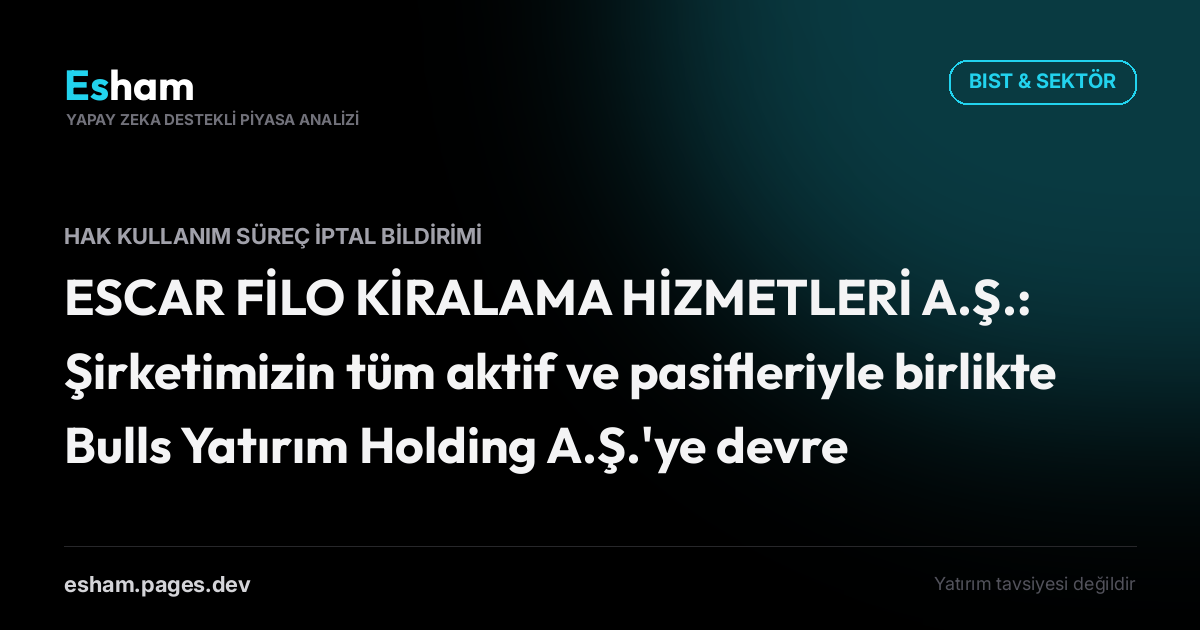 Esham
BIST & SEKTÖR
YAPAY ZEKA DESTEKLİ PİYASA ANALİZİ
HAK KULLANIM SÜREÇ İPTAL BİLDİRİMİ
ESCAR FİLO KİRALAMA HİZMETLERİ A.Ş.:
Şirketimizin tüm aktif ve pasifleriyle birlikte
Bulls Yatırım Holding A.Ş.'ye devre
esham.pages.dev
Yatırım tavsiyesi değildir